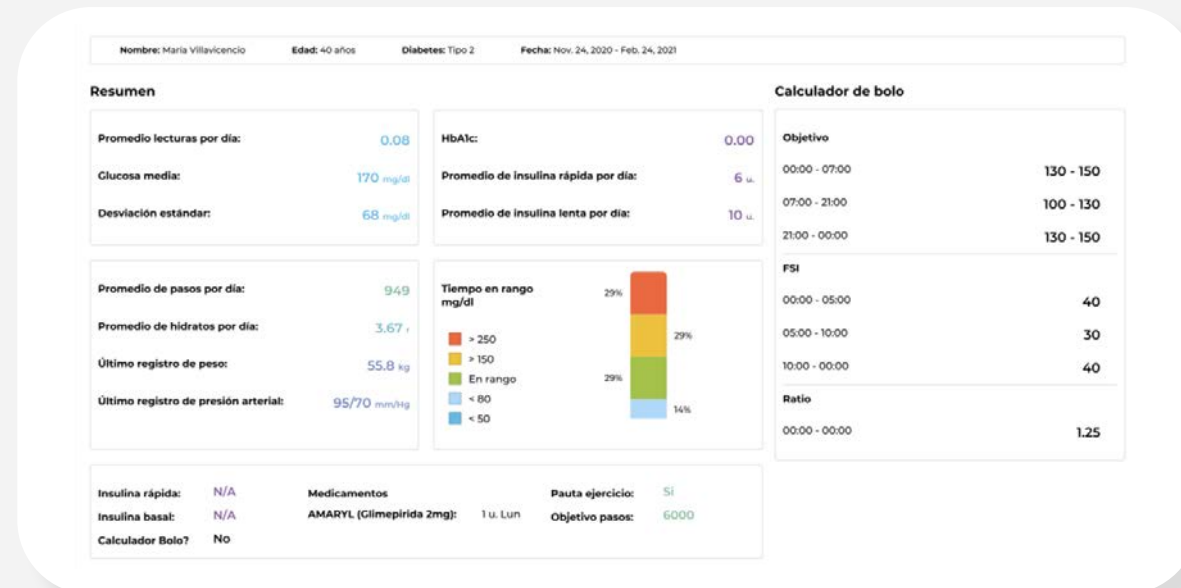 Nombre: María Villavicencio Edad: 40 años Diabetes: Tipo 2 Fecha: Nov. 24, 2020 - Feb. 24, 2021
Resumen
Promedio lecturas por día: 0.08
Glucosa media: 170 mg/dl
Desviación estándar: 68 mg/dl
HbA1c: 0.00
Promedio de insulina rápida por día: 6 u.
Promedio de insulina lenta por día: 10 u.
Promedio de pasos por día: 949
Promedio de hidratos por día: 3.67 r
Último registro de peso: 55.8 kg
Último registro de presión arterial: 95/70 mm/Hg
Tiempo en rango
mg/dl
> 250
> 150
En rango
< 80
< 50
29%
29%
29%
14%
Insulina rápida: N/A
Insulina basal: N/A
Calculador Bolo? No
Medicamentos
AMARYL (Glimepirida 2mg): 1 u. Lun
Pauta ejercicio: Si
Objetivo pasos: 6000
Calculador de bolo
Objetivo
00:00 - 07:00 130 - 150
07:00 - 21:00 100 - 130
21:00 - 00:00 130 - 150
FSI
00:00 - 05:00 40
05:00 - 10:00 30
10:00 - 00:00 40
Ratio
00:00 - 00:00 1.25